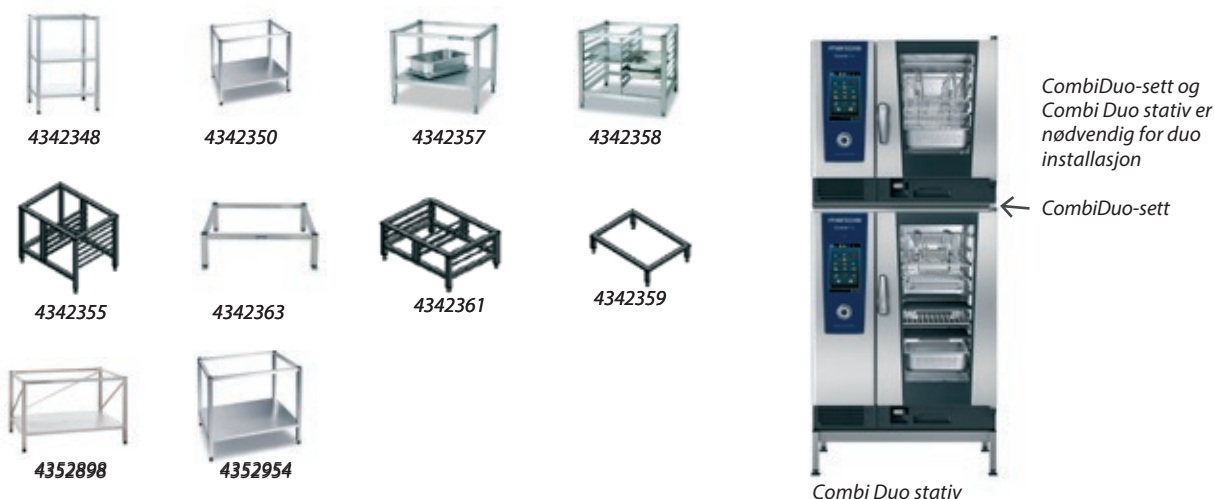 4342348
4342350
4342357
4342358
4342355
4342363
4342361
4342359
4352898
4352954
CombiDuo-sett og
Combi Duo stativ er
nødvendig for duo
installasjon
CombiDuo-sett
Combi Duo stativ